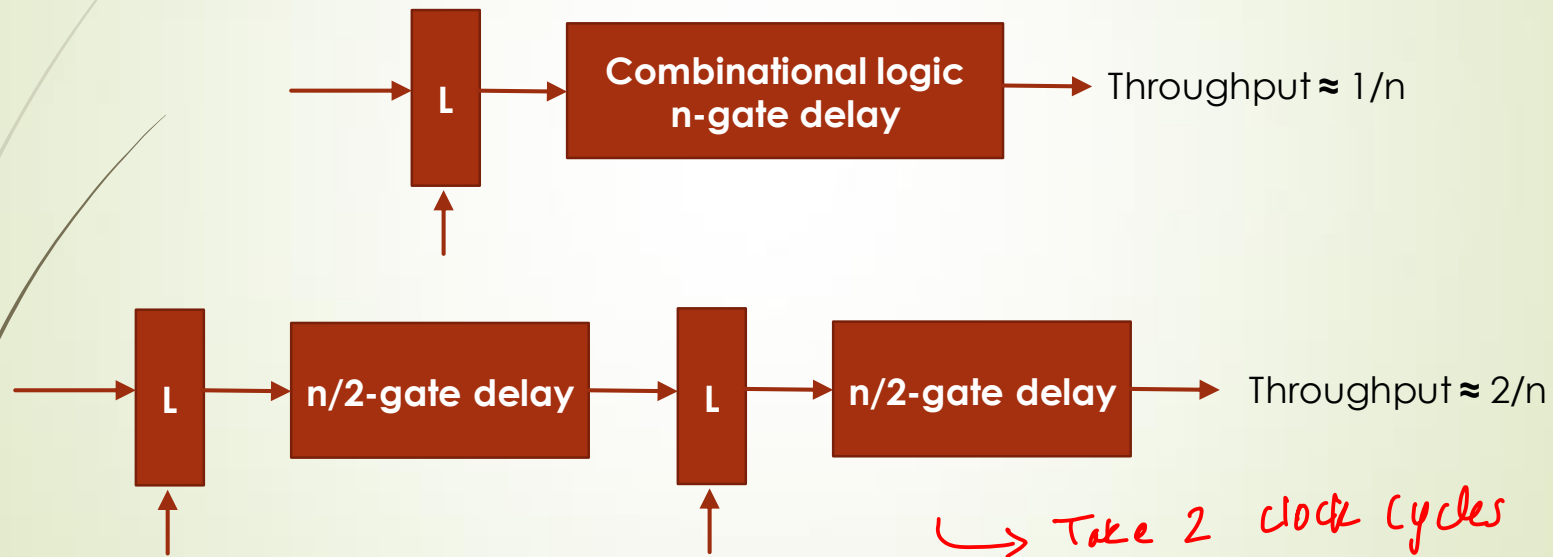 L
Combinational logic
n-gate delay
Throughput ≈ 1/n
L
n/2-gate delay
L
n/2-gate delay
Throughput ≈ 2/n
Take 2 clock cycles